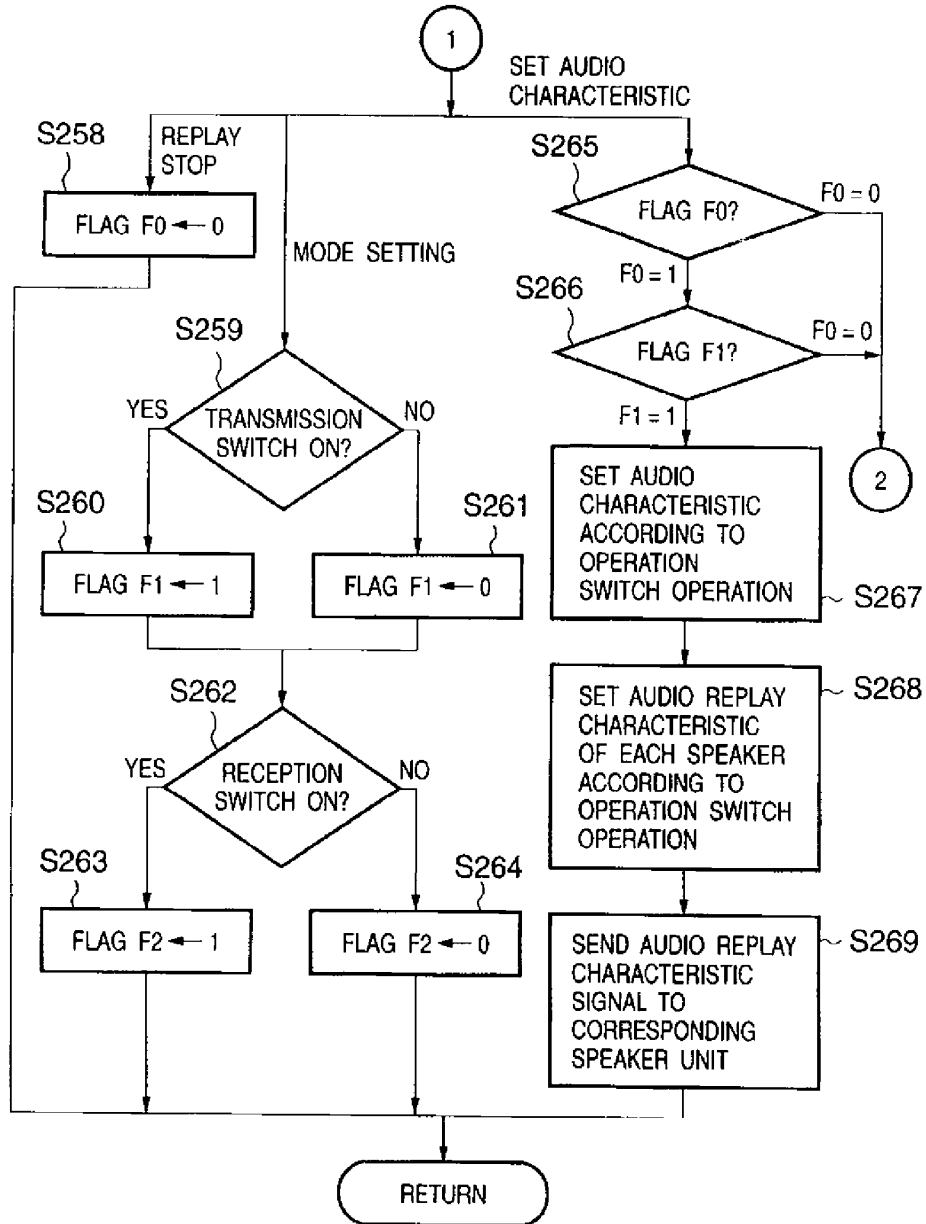 1
SET AUDIO
CHARACTERISTIC
S258
REPLAY
STOP
FLAG F0 ← 0
MODE SETTING
S259
YES
TRANSMISSION
SWITCH ON?
NO
S260
FLAG F1 ← 1
S261
FLAG F1 ← 0
S262
YES
RECEPTION
SWITCH ON?
NO
S263
FLAG F2 ← 1
S264
FLAG F2 ← 0
S265
FLAG F0?
F0 = 0
F0 = 1
S266
FLAG F1?
F0 = 0
F1 = 1
2
SET AUDIO
CHARACTERISTIC
ACCORDING TO
OPERATION
SWITCH OPERATION
S267
SET AUDIO REPLAY
CHARACTERISTIC
OF EACH SPEAKER
ACCORDING TO
OPERATION SWITCH
OPERATION
S268
SEND AUDIO REPLAY
CHARACTERISTIC
SIGNAL TO
CORRESPONDING
SPEAKER UNIT
S269
RETURN